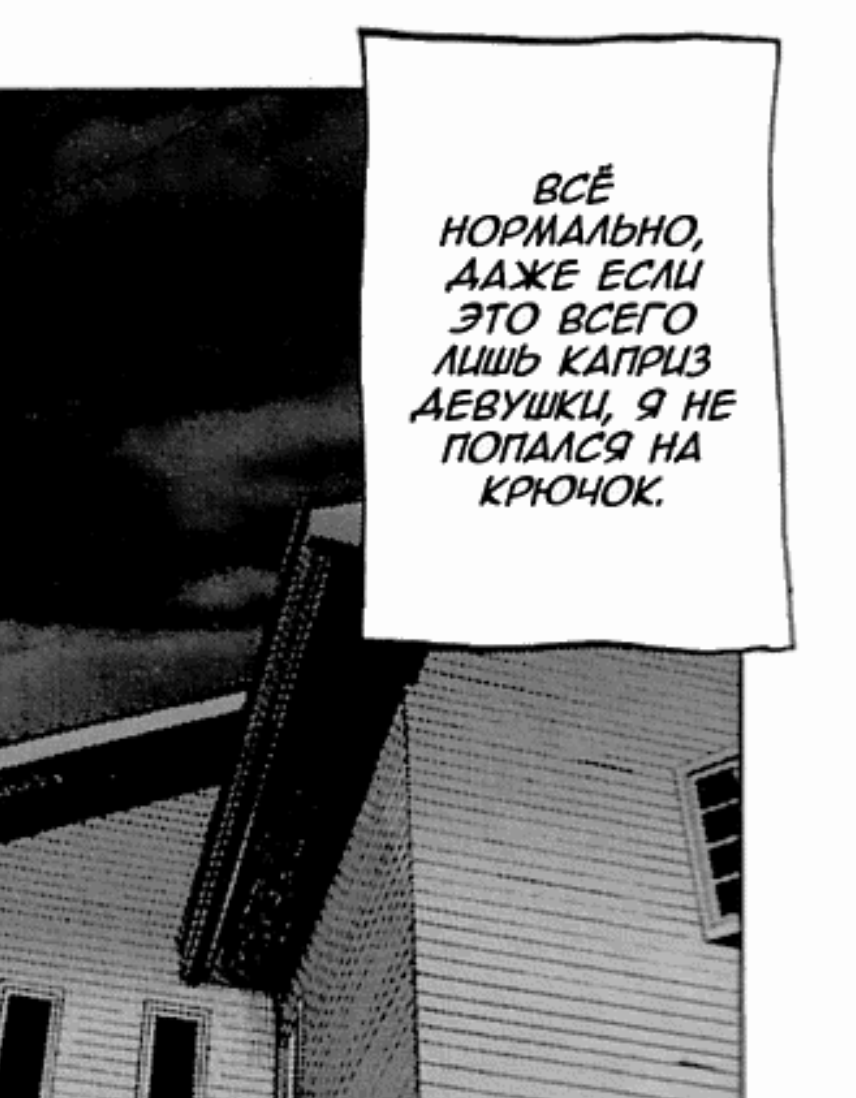 ВСЁ
НОРМАЛЬНО,
ДАЖЕ ЕСЛИ
ЭТО ВСЕГО
ЛИШЬ КАПРИЗ
ДЕВУШКИ, Я НЕ
ПОПАЛСЯ НА
КРЮЧОК.